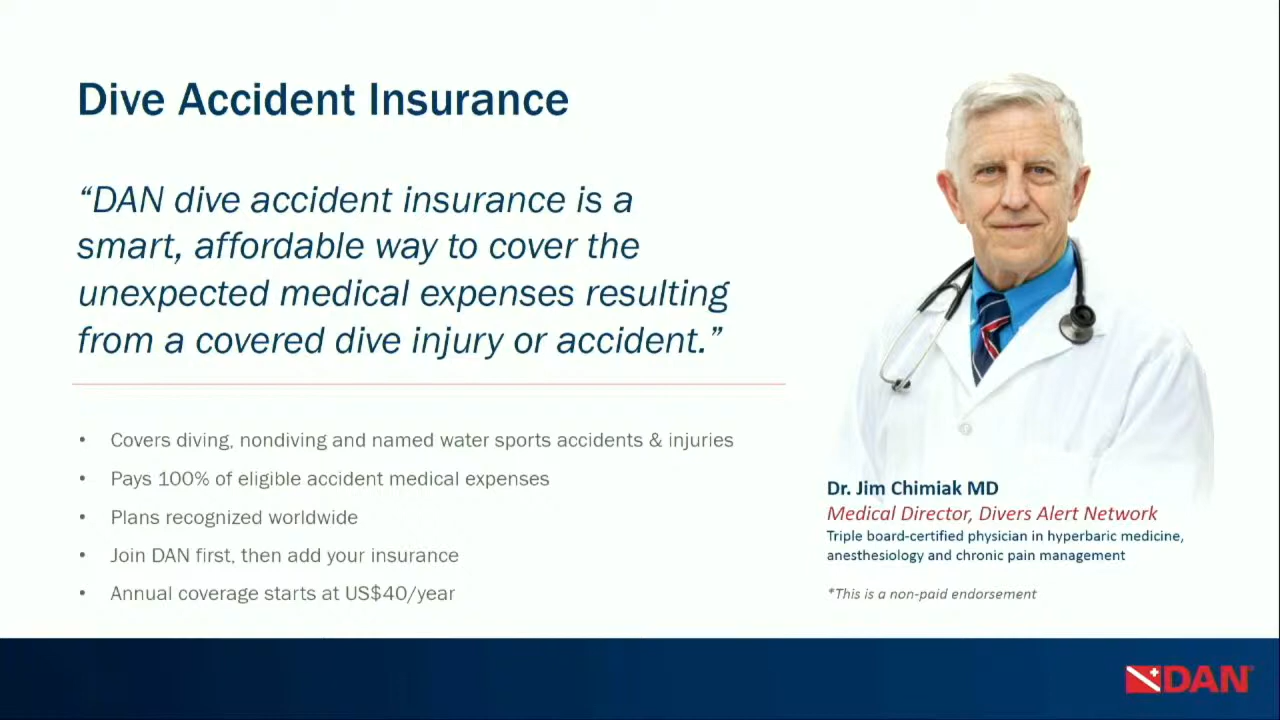 Dive Accident Insurance
“DAN dive accident insurance is a
smart, affordable way to cover the
unexpected medical expenses resulting
from a covered dive injury or accident.”
• Covers diving, nondiving and named water sports accidents & injuries
• Pays 100% of eligible accident medical expenses
• Plans recognized worldwide
• Join DAN first, then add your insurance
• Annual coverage starts at US$40/year
Dr. Jim Chimiak MD
Medical Director, Divers Alert Network
Triple board-certified physician in hyperbaric medicine,
anesthesiology and chronic pain management
*This is a non-paid endorsement
DAN®